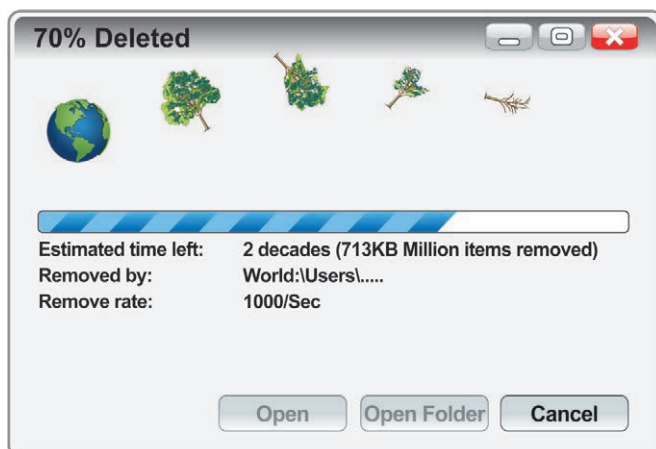 70% Deleted
Estimated time left: 2 decades (713KB Million items removed)
Removed by: World:\Users\.....
Remove rate: 1000/Sec
Open Open Folder Cancel